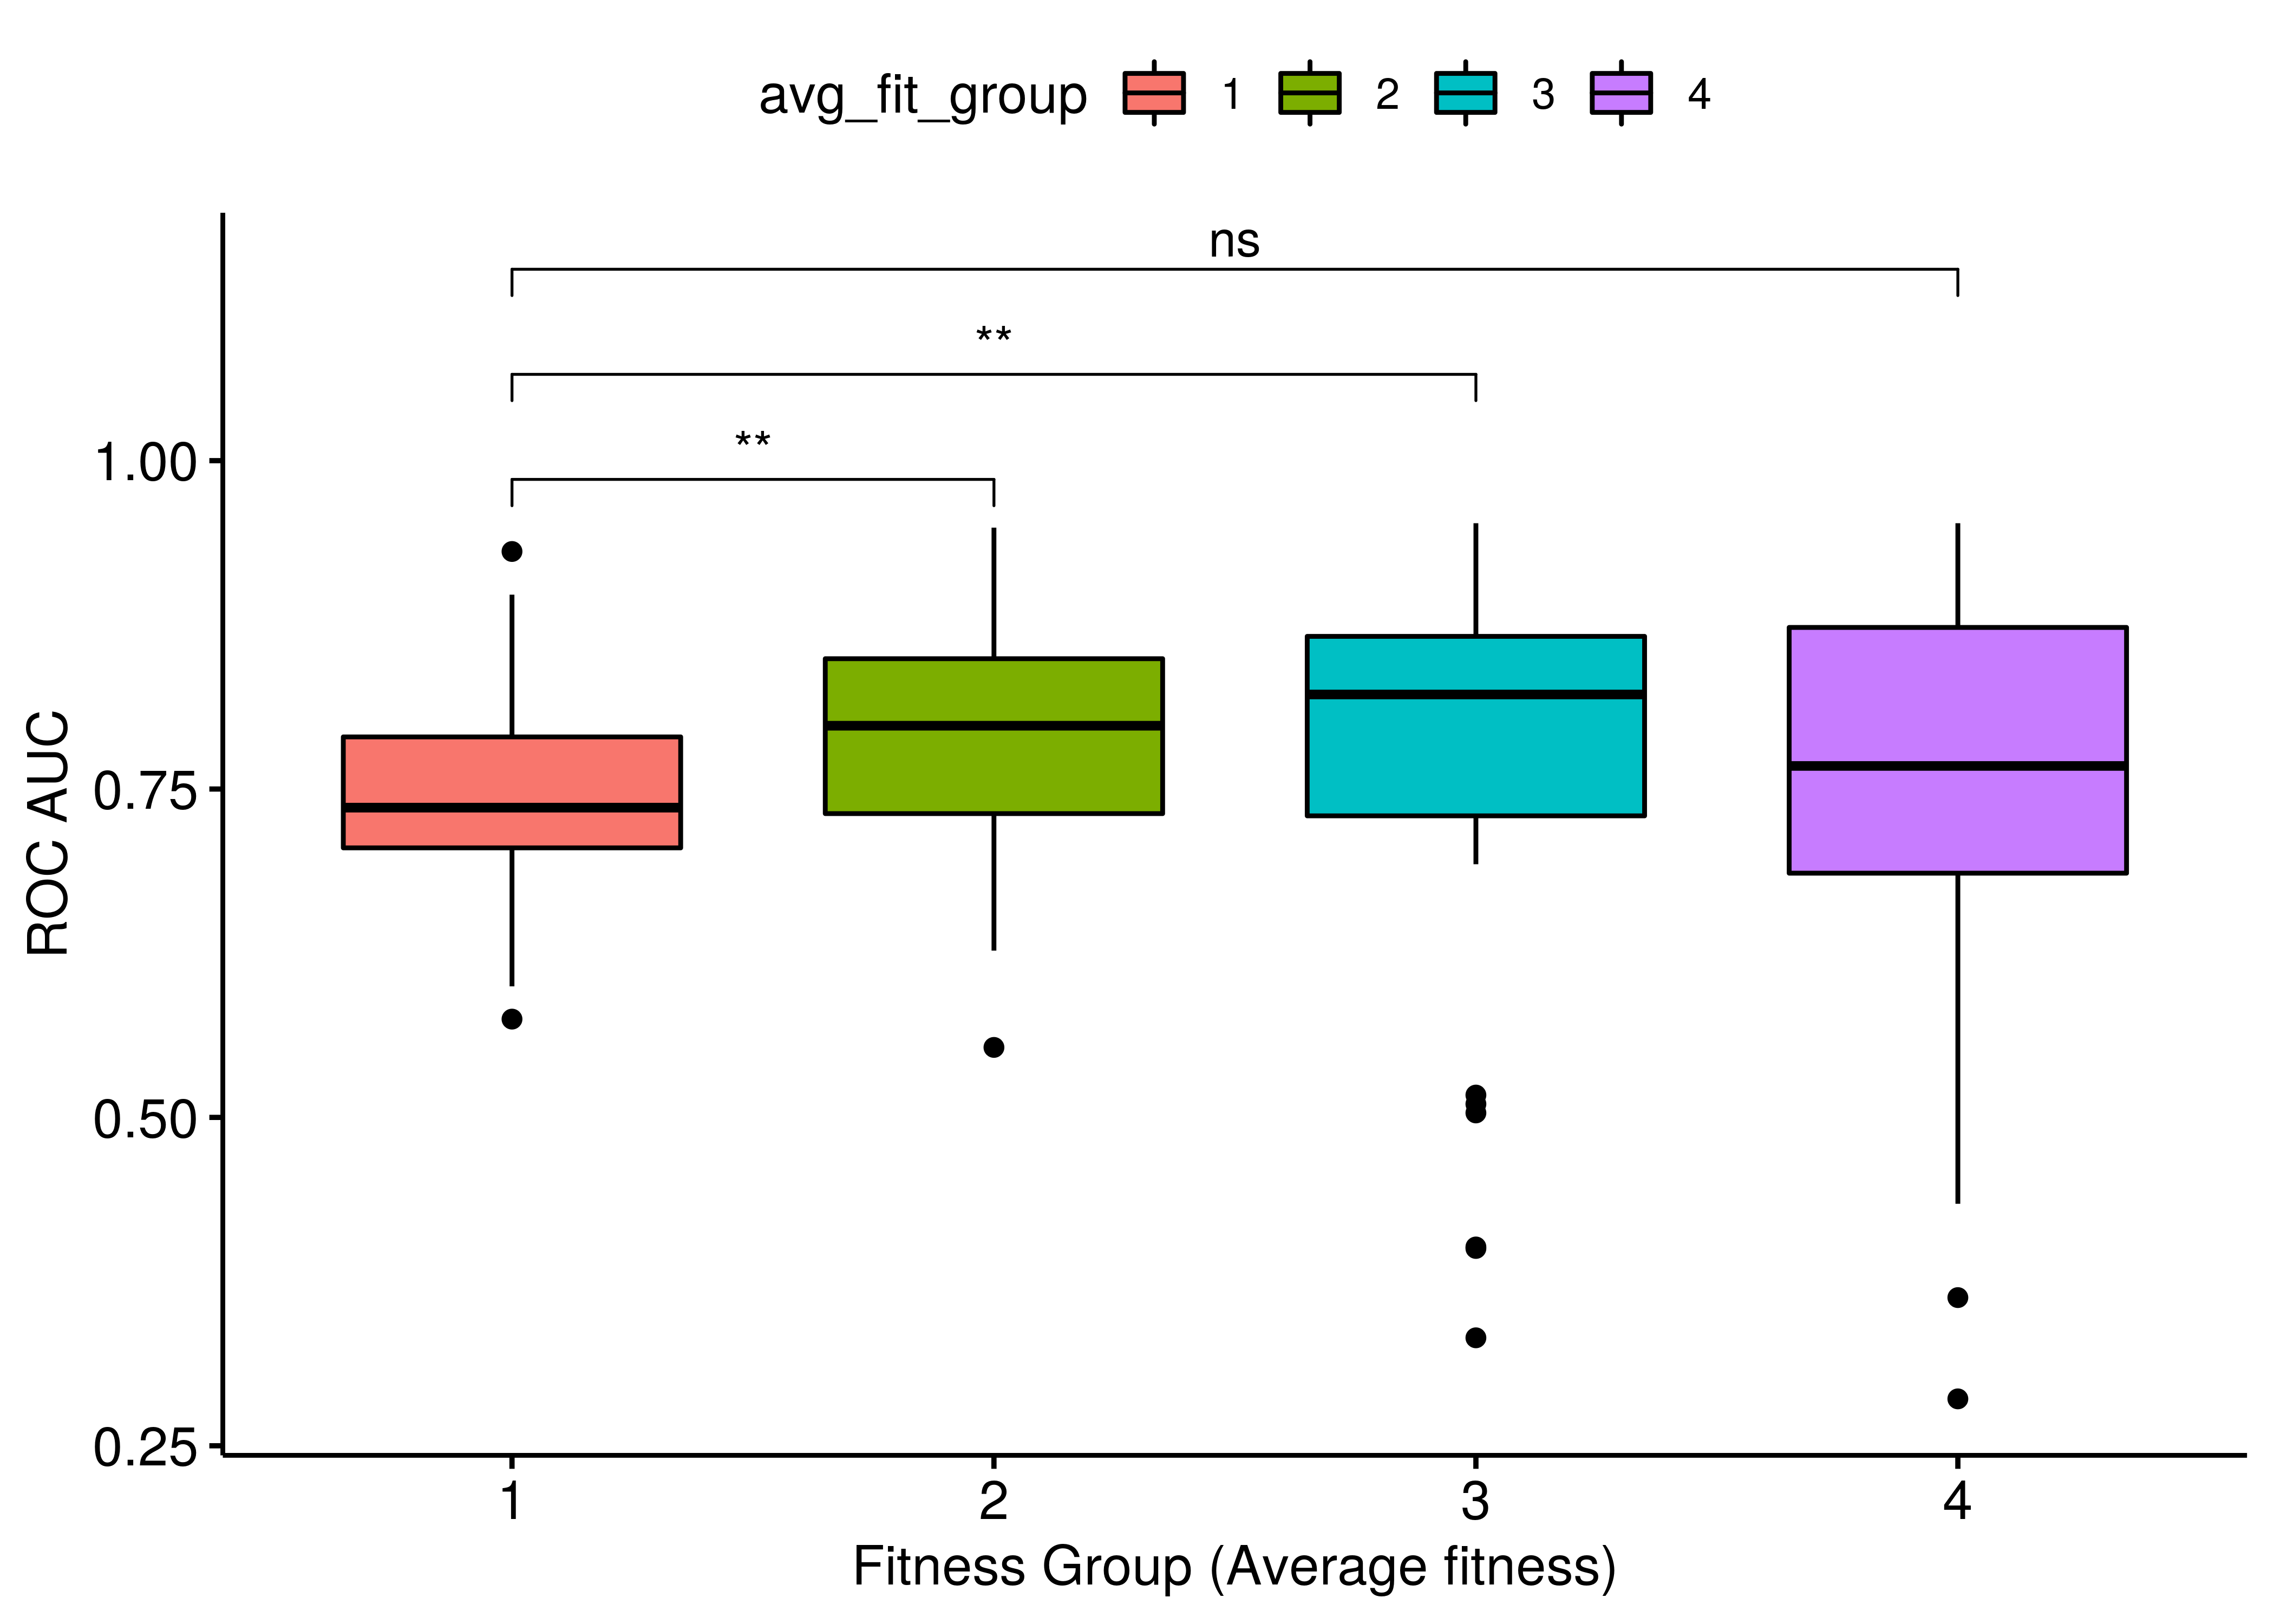 avg_fit_group 1 2 3 4
ns
**
**
1.00
0.75
0.50
0.25
ROC AUC
1 2 3 4
Fitness Group (Average fitness)